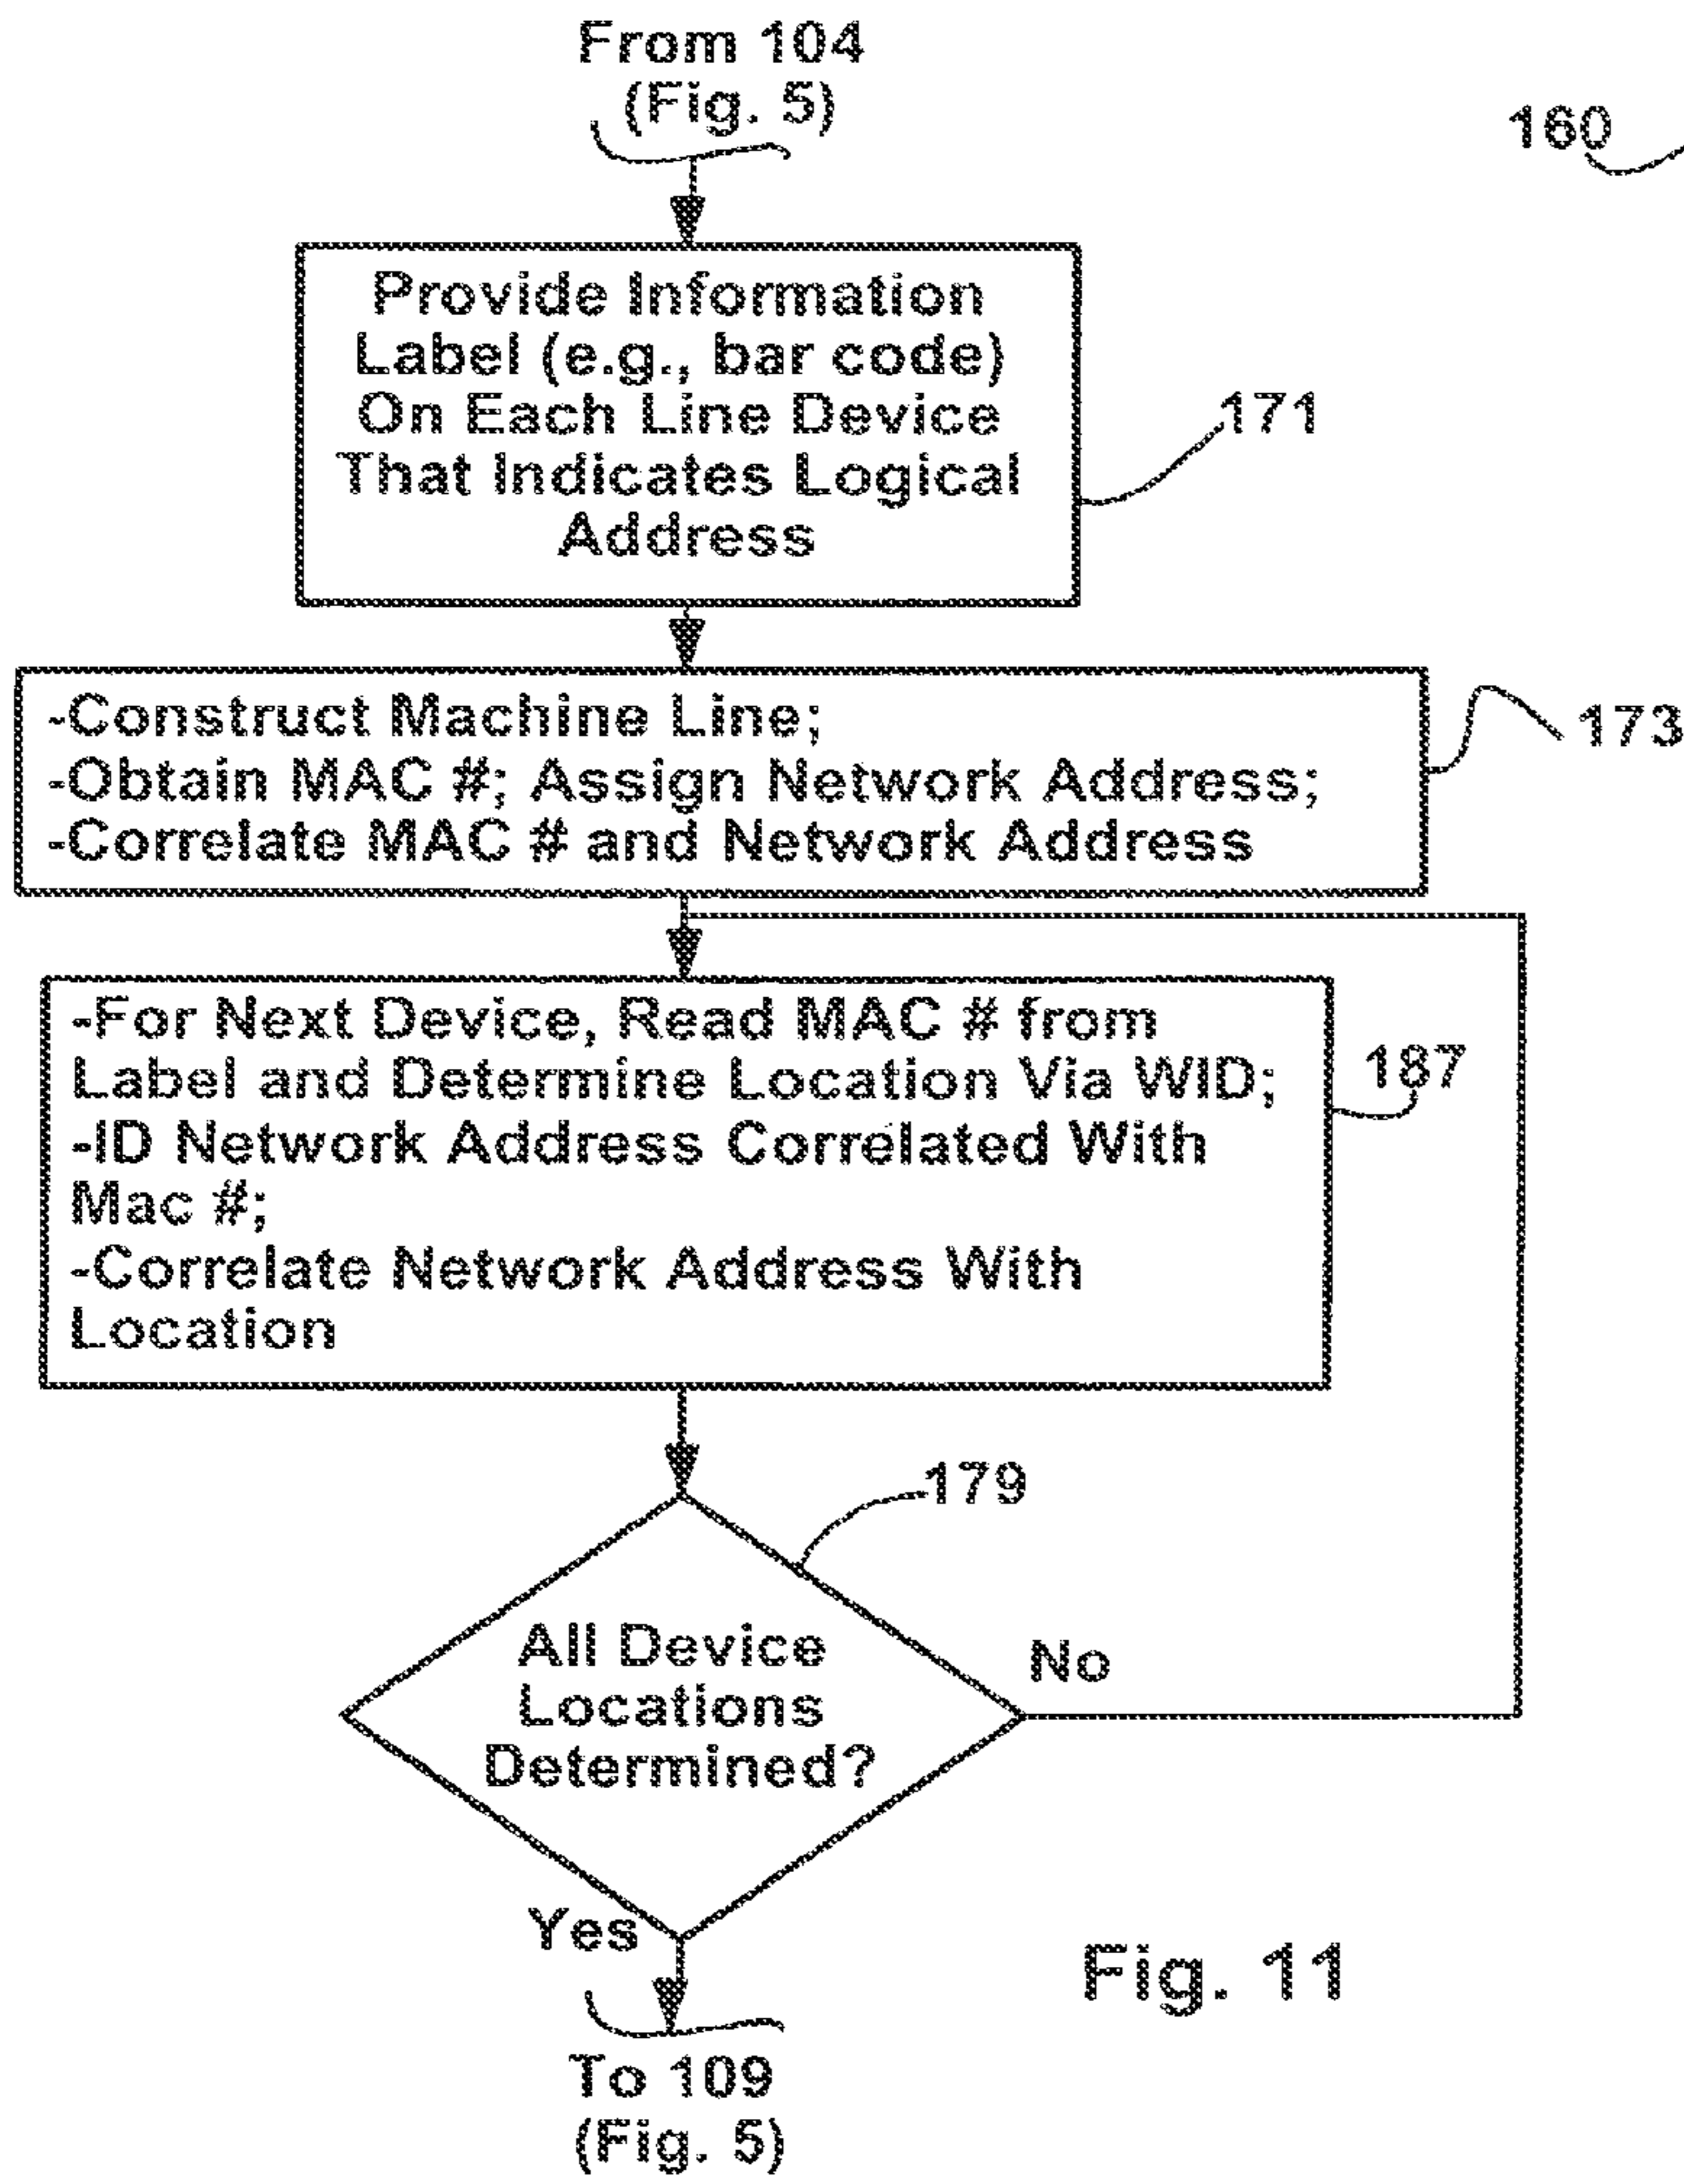 From 104
(Fig. 5)
160
Provide Information
Label (e.g., bar code)
On Each Line Device
That Indicates Logical
Address
171
-Construct Machine Line;
-Obtain MAC #; Assign Network Address;
-Correlate MAC # and Network Address
173
-For Next Device, Read MAC # from
Label and Determine Location Via WID;
-ID Network Address Correlated With
Mac #;
-Correlate Network Address With
Location
187
179
All Device
Locations
Determined?
No
Yes
To 109
(Fig. 5)
Fig. 11